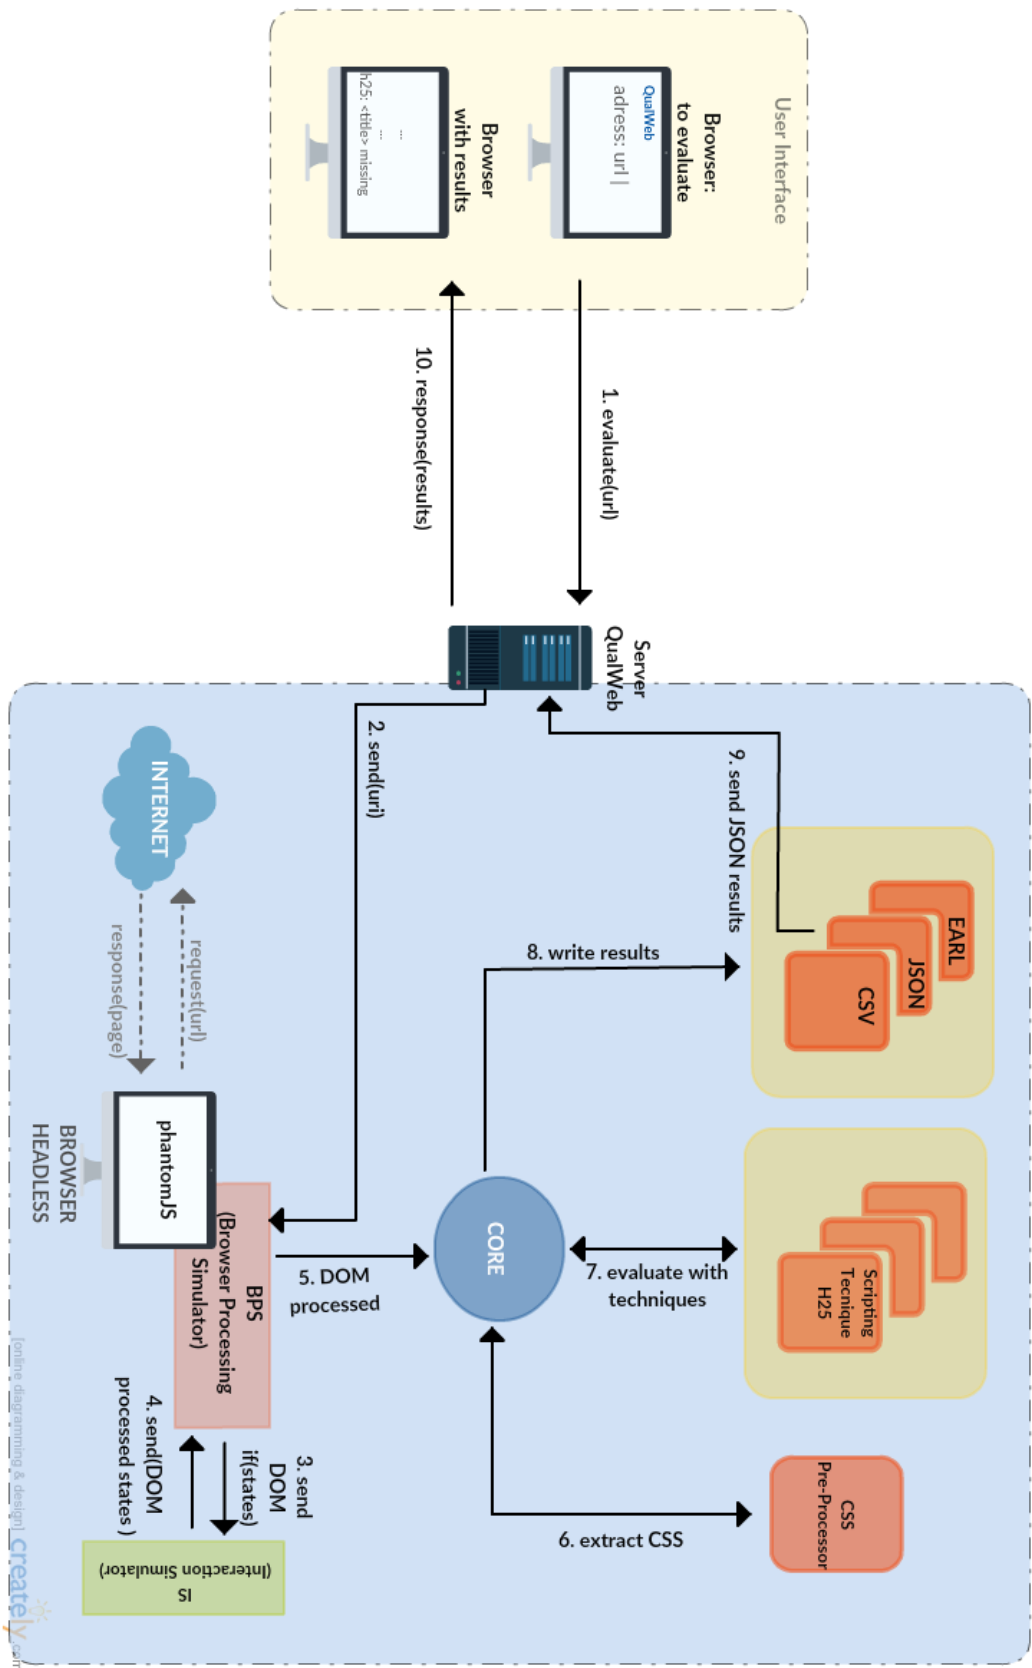 User Interface
Browser:
to evaluate
QualWeb
adress: url |
Browser
with results
...
...
h25: <title> missing
1. evaluate(url)
10. response(results)
Server
QualWeb
2. send(uri)
9. send JSON results
EARL
JSON
CSV
8. write results
INTERNET
request(url)
response(page)
phantomJS
BROWSER
HEADLESS
BPS
(Browser Processing
Simulator)
5. DOM
processed
CORE
7. evaluate with
techniques
Scripting
Tecnique
H25
3. send
DOM
if(states)
4. send(DOM
processed states )
IS
(Interaction Simulator)
6. extract CSS
CSS
Pre-Processor
[online diagramming & design] creately.com